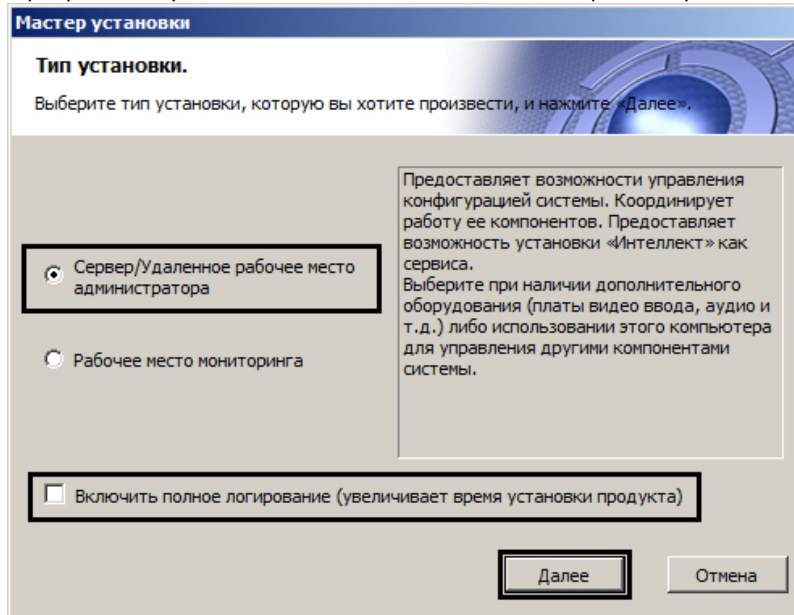 Мастер установки
Тип установки.
Выберите тип установки, которую вы хотите произвести, и нажмите «Далее».
Сервер/Удаленное рабочее место
администратора
Рабочее место мониторинга
Предоставляет возможности управления
конфигурацией системы. Координирует
работу ее компонентов. Предоставляет
возможность установки «Интеллект» как
сервиса.
Выберите при наличии дополнительного
оборудования (платы видео ввода, аудио и
т.д.) либо использовании этого компьютера
для управления другими компонентами
системы.
Включить полное логирование (увеличивает время установки продукта)
Далее
Отмена